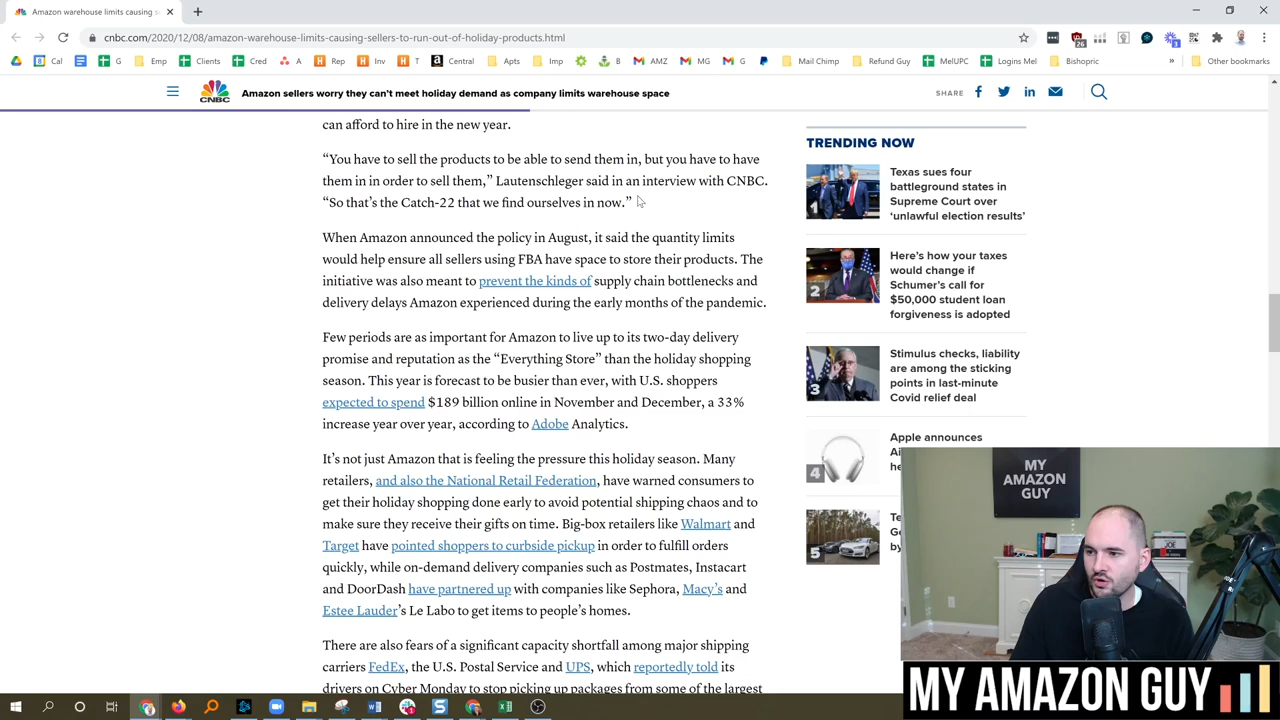 Amazon warehouse limits causing s
cnbc.com/2020/12/08/amazon-warehouse-limits-causing-sellers-to-run-out-of-holiday-products.html
26
Cal
G
Emp
Clients
Cred
A
Rep
Inv
T
Central
Apts
Imp
B
AMZ
MG
G
Mail Chimp
Refund Guy
MelUPC
Logins Mel
Bishopric
Other bookmarks
CNBC
Amazon sellers worry they can't meet holiday demand as company limits warehouse space
SHARE
can afford to hire in the new year.
“You have to sell the products to be able to send them in, but you have to have
them in in order to sell them,” Lautenschleger said in an interview with CNBC.
“So that’s the Catch-22 that we find ourselves in now.”
When Amazon announced the policy in August, it said the quantity limits
would help ensure all sellers using FBA have space to store their products. The
initiative was also meant to prevent the kinds of supply chain bottlenecks and
delivery delays Amazon experienced during the early months of the pandemic.
Few periods are as important for Amazon to live up to its two-day delivery
promise and reputation as the “Everything Store” than the holiday shopping
season. This year is forecast to be busier than ever, with U.S. shoppers
expected to spend $189 billion online in November and December, a 33%
increase year over year, according to Adobe Analytics.
It’s not just Amazon that is feeling the pressure this holiday season. Many
retailers, and also the National Retail Federation, have warned consumers to
get their holiday shopping done early to avoid potential shipping chaos and to
make sure they receive their gifts on time. Big-box retailers like Walmart and
Target have pointed shoppers to curbside pickup in order to fulfill orders
quickly, while on-demand delivery companies such as Postmates, Instacart
and DoorDash have partnered up with companies like Sephora, Macy’s and
Estee Lauder’s Le Labo to get items to people’s homes.
There are also fears of a significant capacity shortfall among major shipping
carriers FedEx, the U.S. Postal Service and UPS, which reportedly told its
drivers on Cyber Monday to stop picking up packages from some of the largest
TRENDING NOW
1
Texas sues four
battleground states in
Supreme Court over
‘unlawful election results’
2
Here’s how your taxes
would change if
Schumer’s call for
$50,000 student loan
forgiveness is adopted
3
Stimulus checks, liability
are among the sticking
points in last-minute
Covid relief deal
4
Apple announces
5
MY
AMAZON
GUY
JOE
MY AMAZON GUY